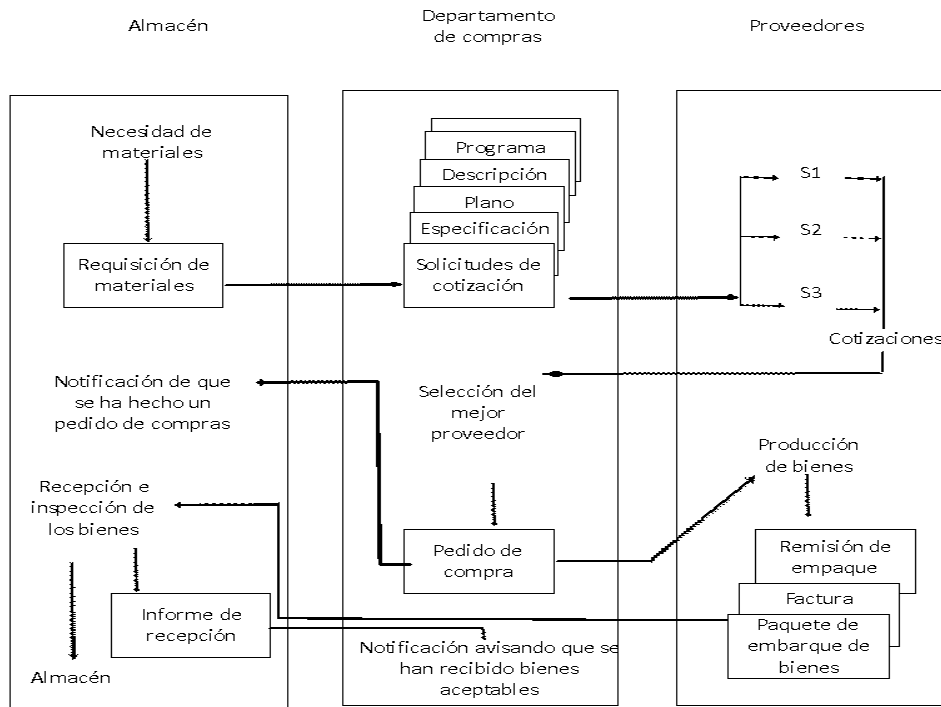 Almacén
Departamento
de compras
Proveedores
Necesidad de
materiales
Requisición de
materiales
Notificación de que
se ha hecho un
pedido de compras
Recepción e
inspección de
los bienes
Informe de
recepción
Almacén
Programa
Descripción
Plano
Especificación
Solicitudes de
cotización
Selección del
mejor
proveedor
Pedido de
compra
Notificación avisando que se
han recibido bienes
aceptables
S1
S2
S3
Cotizaciones
Producción
de bienes
Remisión de
empaque
Factura
Paquete de
embarque de
bienes